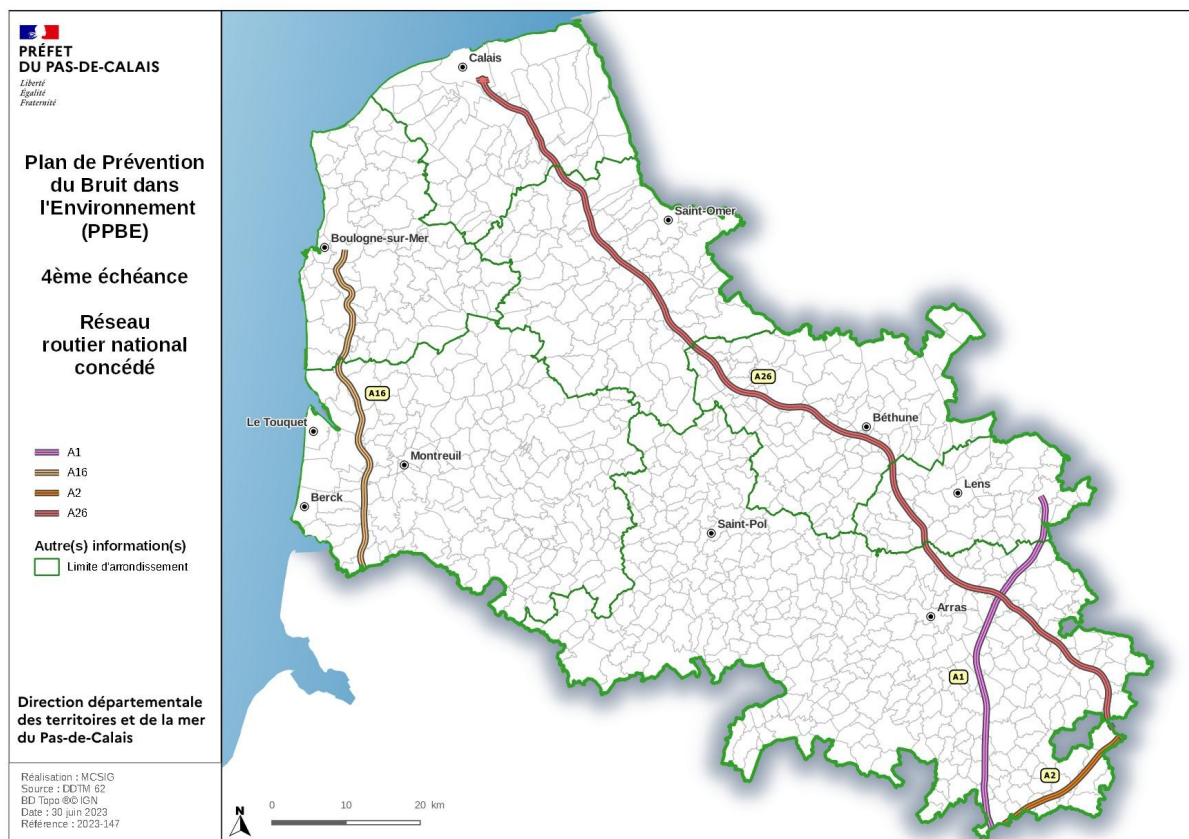 PRÉFET
DU PAS-DE-CALAIS
Liberté
Égalité
Fraternité
Plan de Prévention
du Bruit dans
l'Environnement
(PPBE)
4ème échéance
Réseau
routier national
concédé
A1
A16
A2
A26
Autre(s) information(s)
Limite d'arrondissement
Direction départementale
des territoires et de la mer
du Pas-de-Calais
Réalisation : MCSIG
Source : DDTM 62
BD Topo ®© IGN
Date : 30 juin 2023
Référence : 2023-147
Calais
Saint-Omer
Boulogne-sur-Mer
A26
A16
Le Touquet
Béthune
Montreuil
Lens
Berck
Saint-Pol
Arras
A1
A2
N
0 10 20 km